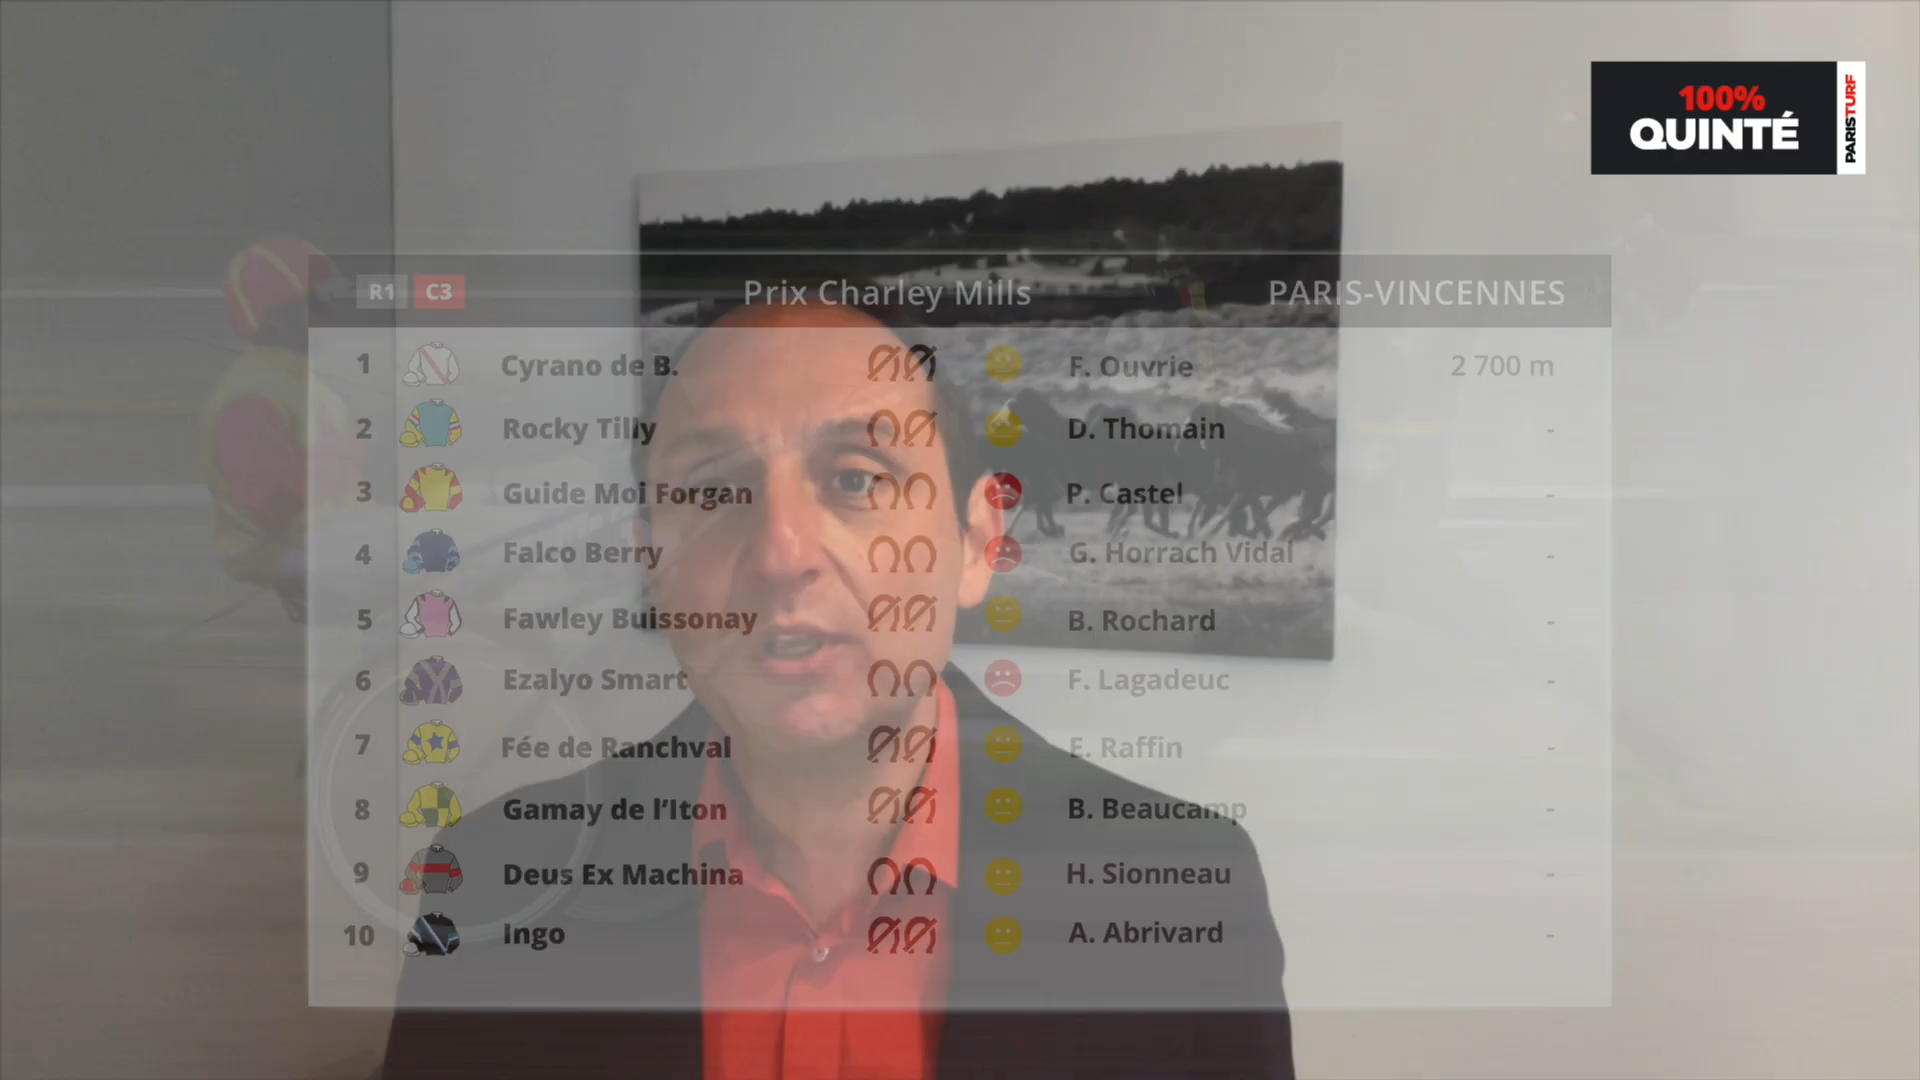 100%
QUINTÉ
PARISTURF
R1 C3 Prix Charley Mills PARIS-VINCENNES
1 Cyrano de B. F. Ouvrie 2 700 m
2 Rocky Tilly D. Thomain -
3 Guide Moi Forgan P. Castel -
4 Falco Berry G. Horrach Vidal -
5 Fawley Buissonay B. Rochard -
6 Ezalyo Smart F. Lagadeuc -
7 Fée de Ranchval E. Raffin -
8 Gamay de l’Iton B. Beaucamp -
9 Deus Ex Machina H. Sionneau -
10 Ingo A. Abrivard -